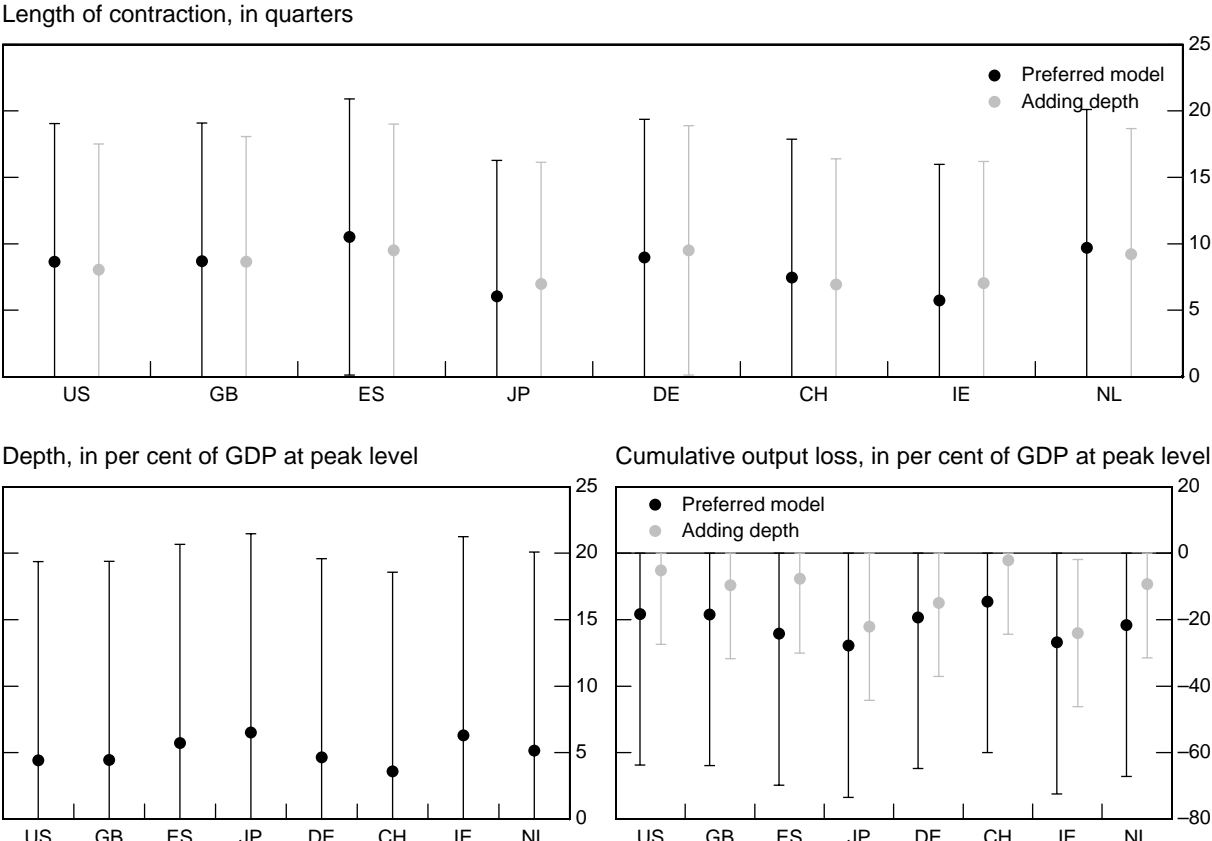 Length of contraction, in quarters
25
Preferred model
Adding depth
20
15
10
5
0
US GB ES JP DE CH IE NL
Depth, in per cent of GDP at peak level
25
20
15
10
5
0
US GB ES JP DE CH IE NL
Cumulative output loss, in per cent of GDP at peak level
20
Preferred model
Adding depth
0
–20
–40
–60
–80
US GB ES JP DE CH IE NL